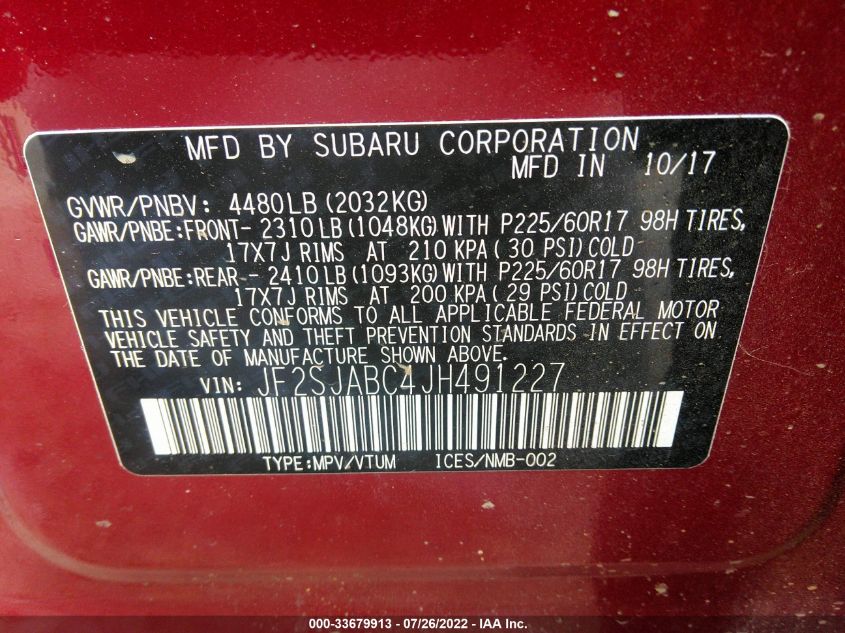 MFD BY SUBARU CORPORATION
MFD IN 10/17
GVWR/PNBV: 4480LB (2032KG)
GAWR/PNBE:FRONT- 2310 LB (1048KG) WITH P225/60R17 98H TIRES,
17X7J RIMS AT 210 KPA ( 30 PSI) COLD
GAWR/PNBE:REAR - 2410 LB (1093KG) WITH P225/60R17 98H TIRES,
17X7J RIMS AT 200 KPA ( 29 PSI) COLD
THIS VEHICLE CONFORMS TO ALL APPLICABLE FEDERAL MOTOR
VEHICLE SAFETY AND THEFT PREVENTION STANDARDS IN EFFECT ON
THE DATE OF MANUFACTURE SHOWN ABOVE.
VIN: JF2SJABC4JH491227
TYPE:MPV/VTUM ICES/NMB-002
000-33679913 - 07/26/2022 - IAA Inc.